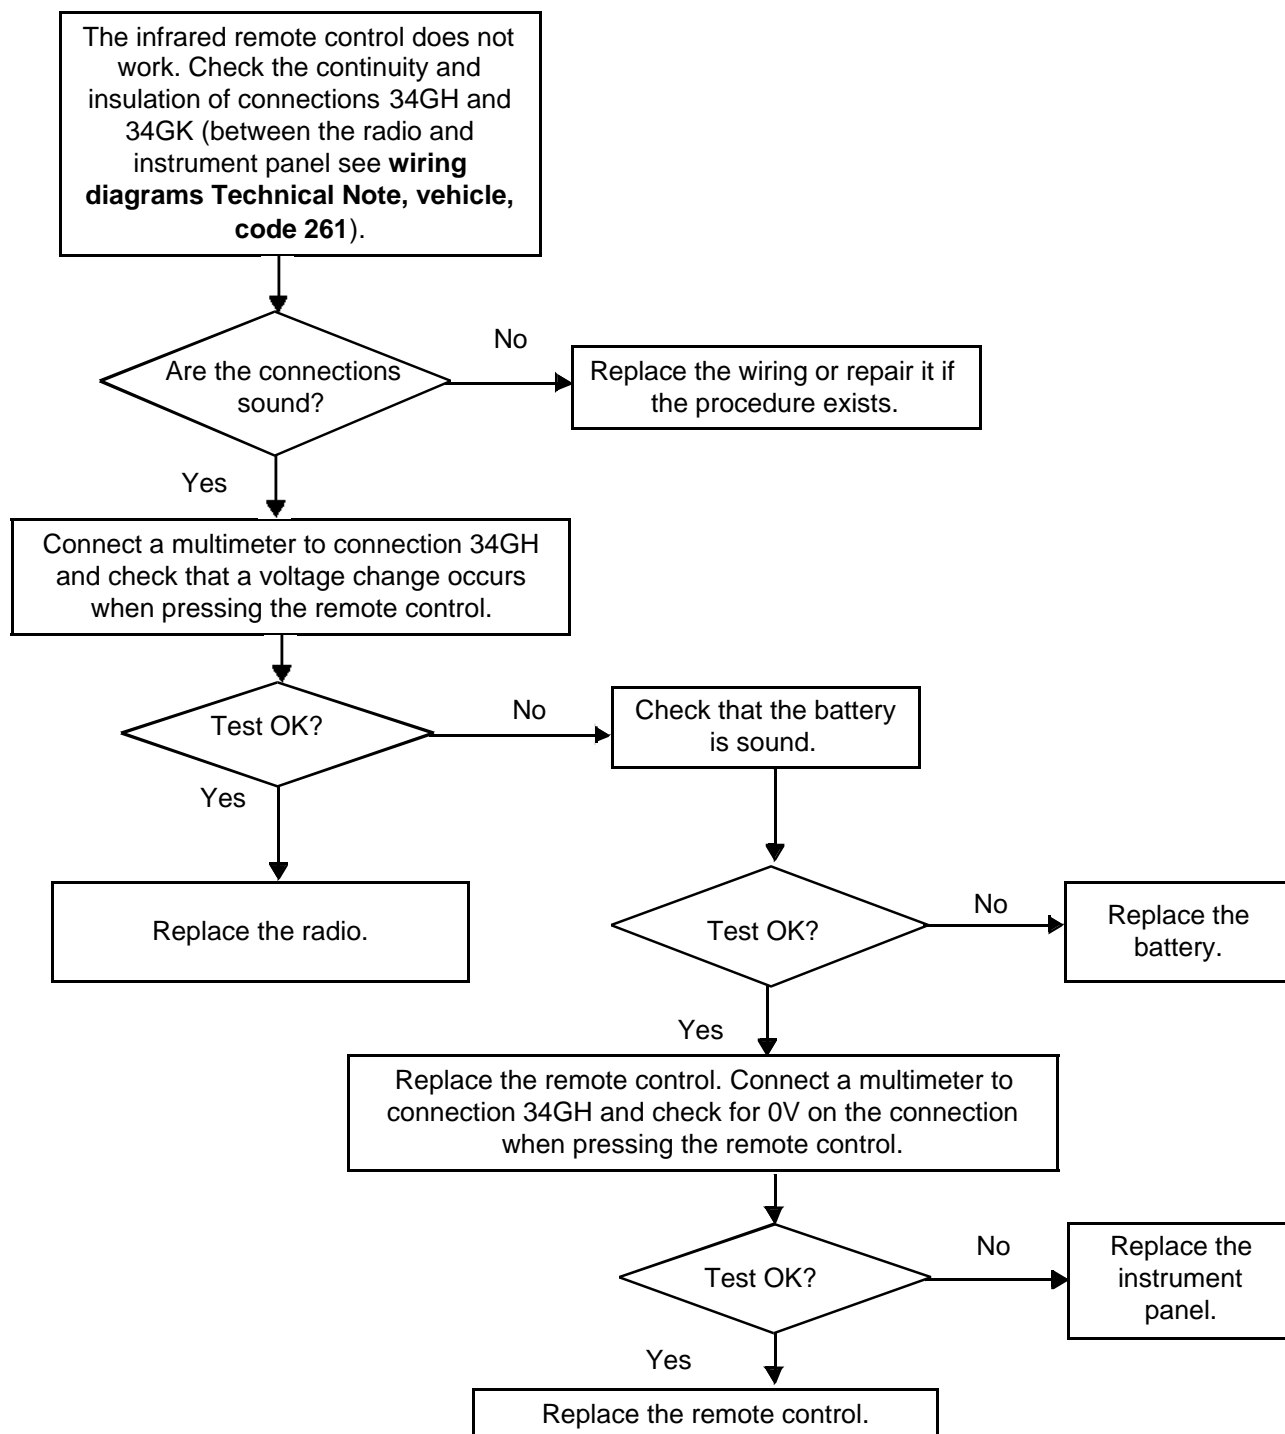 The infrared remote control does not
work. Check the continuity and
insulation of connections 34GH and
34GK (between the radio and
instrument panel see wiring
diagrams Technical Note, vehicle,
code 261).
Are the connections
sound?
No
Replace the wiring or repair it if
the procedure exists.
Yes
Connect a multimeter to connection 34GH
and check that a voltage change occurs
when pressing the remote control.
Test OK?
No
Check that the battery
is sound.
Yes
Replace the radio.
Test OK?
No
Replace the
battery.
Yes
Replace the remote control. Connect a multimeter to
connection 34GH and check for 0V on the connection
when pressing the remote control.
Test OK?
No
Replace the
instrument
panel.
Yes
Replace the remote control.